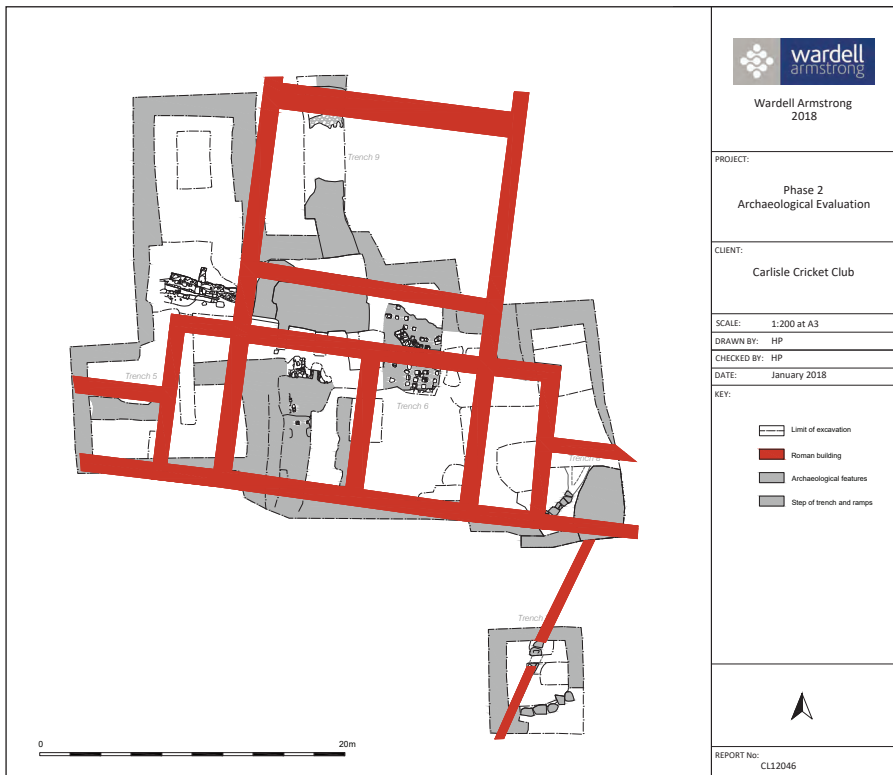 Trench 9
Trench 5
Trench 6
Trench
0
20m
wardell
armstrong
Wardell Armstrong
2018
PROJECT:
Phase 2
Archaeological Evaluation
CLIENT:
Carlisle Cricket Club
SCALE: 1:200 at A3
DRAWN BY: HP
CHECKED BY: HP
DATE: January 2018
KEY:
Limit of excavation
Roman building
Archaeological features
Step of trench and ramps
REPORT No:
CL12046